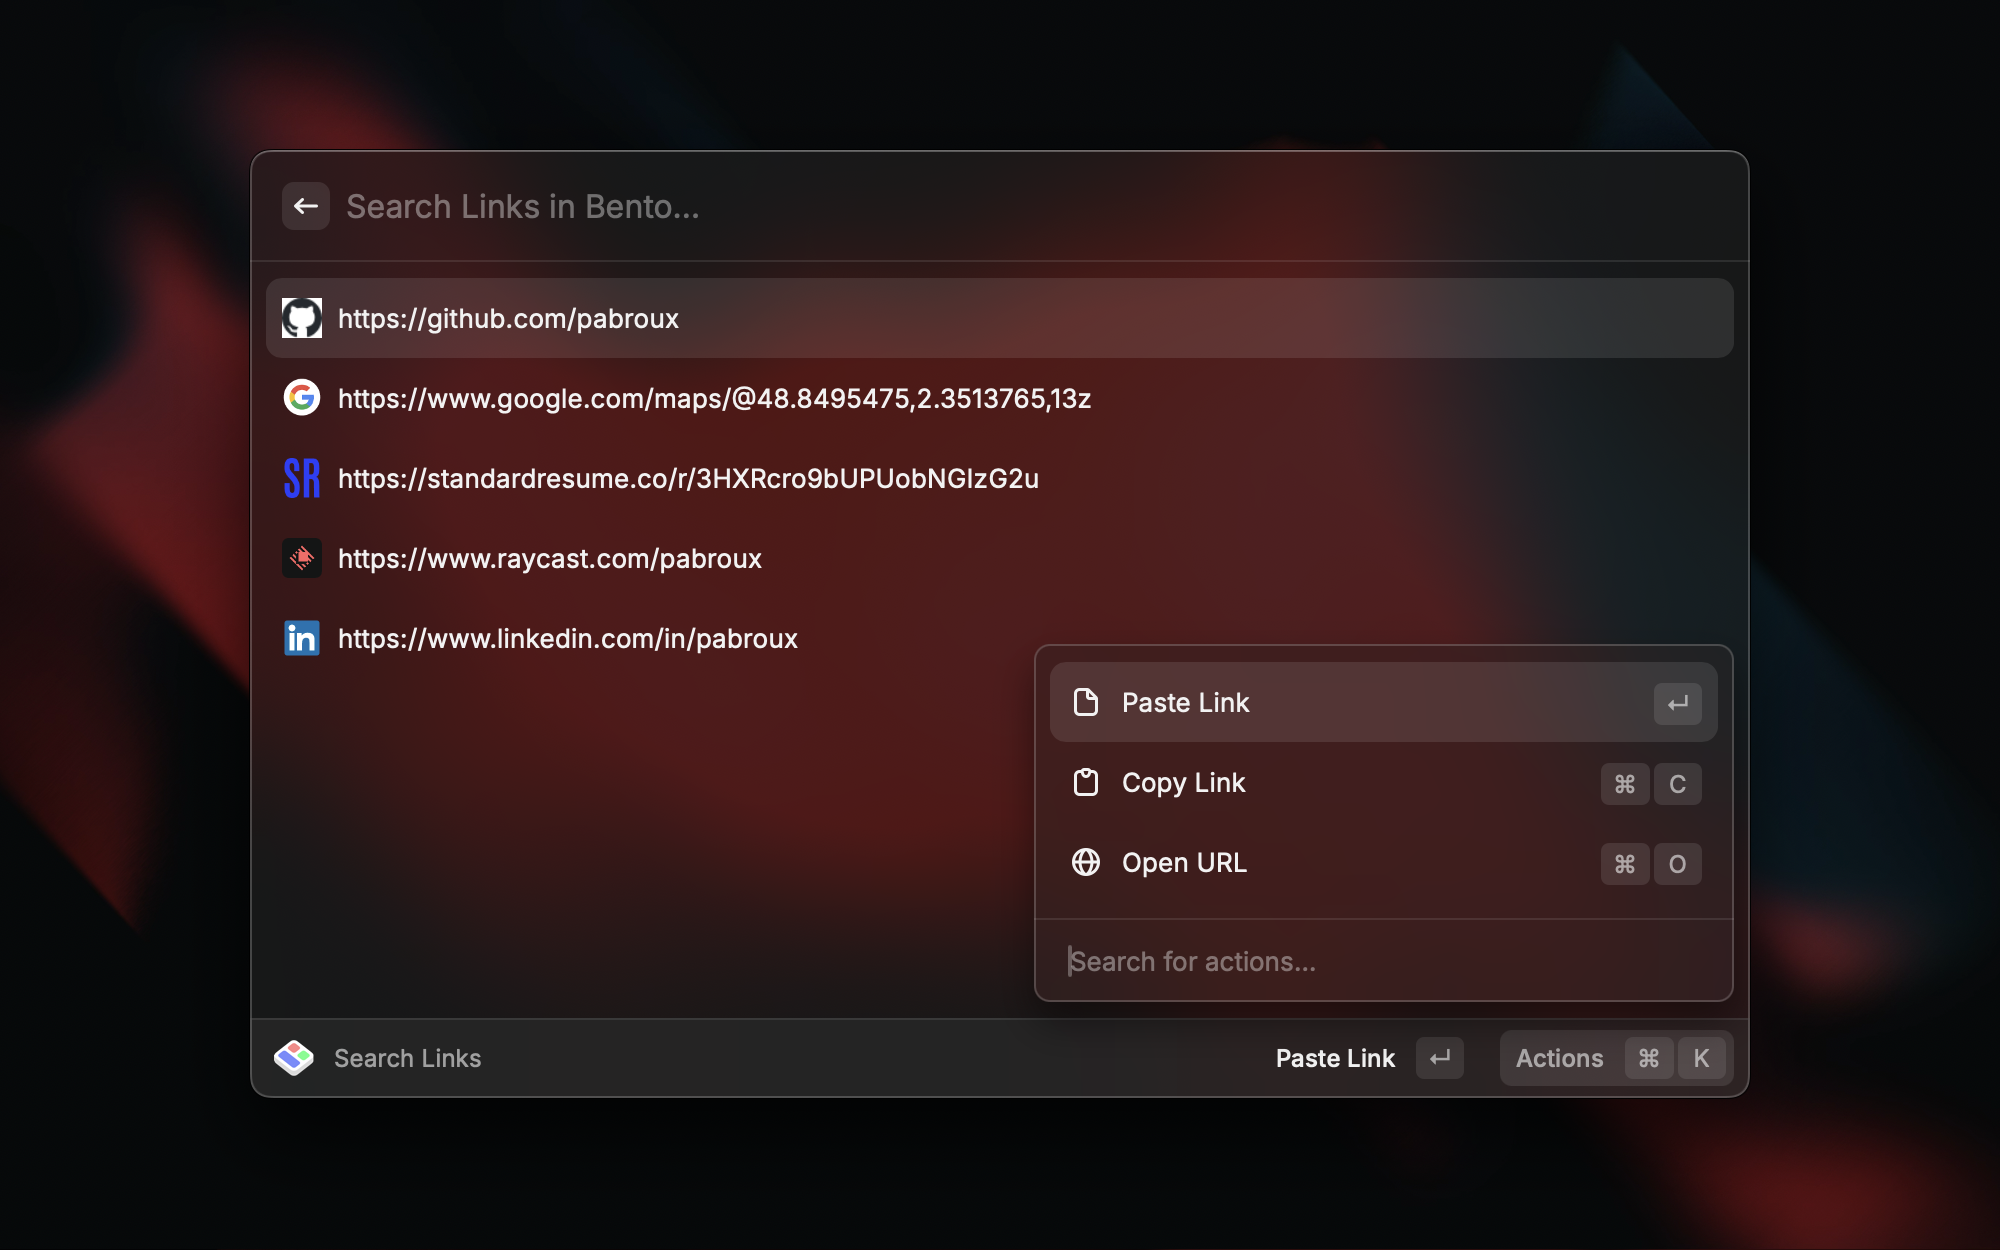 Search Links in Bento...
https://github.com/pabroux
https://www.google.com/maps/@48.8495475,2.3513765,13z
SR https://standardresume.co/r/3HXRcro9bUPUobNGlzG2u
https://www.raycast.com/pabroux
in https://www.linkedin.com/in/pabroux
Paste Link
Copy Link ⌘ C
Open URL ⌘ O
Search for actions...
Search Links Paste Link Actions ⌘ K